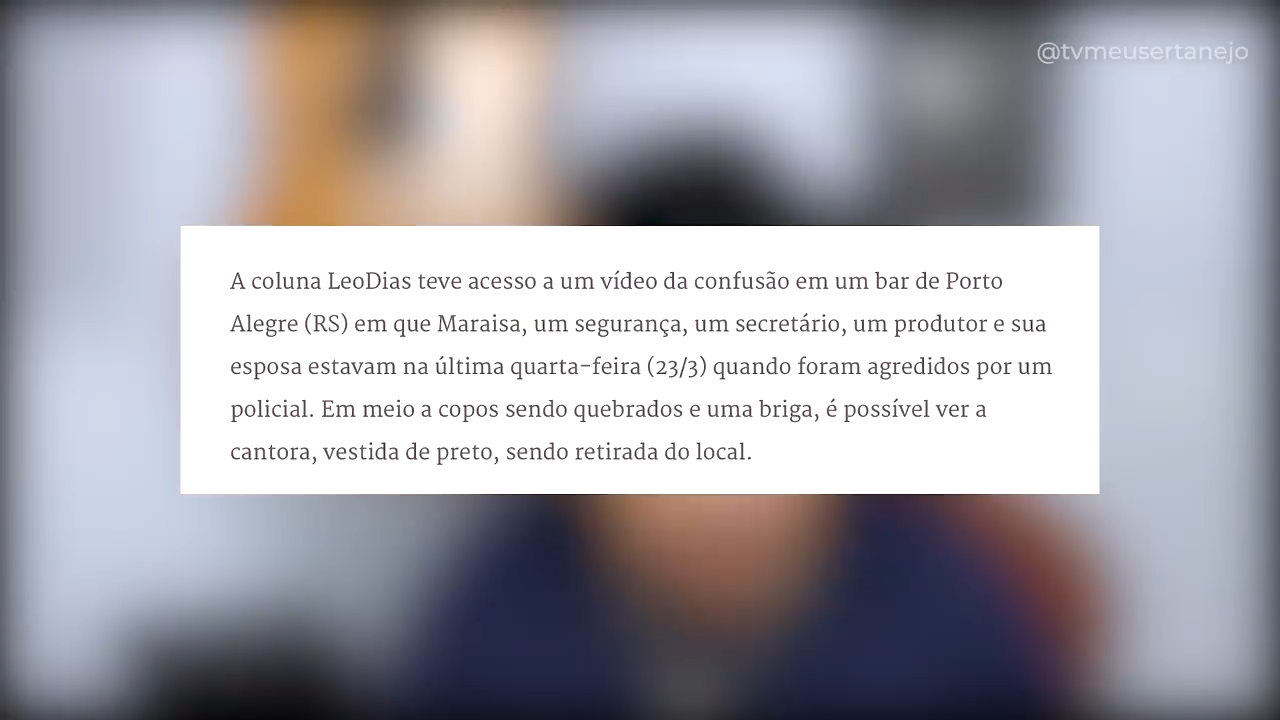 @tvmeusertanejo
A coluna LeoDias teve acesso a um vídeo da confusão em um bar de Porto
Alegre (RS) em que Maraisa, um segurança, um secretário, um produtor e sua
esposa estavam na última quarta-feira (23/3) quando foram agredidos por um
policial. Em meio a copos sendo quebrados e uma briga, é possível ver a
cantora, vestida de preto, sendo retirada do local.